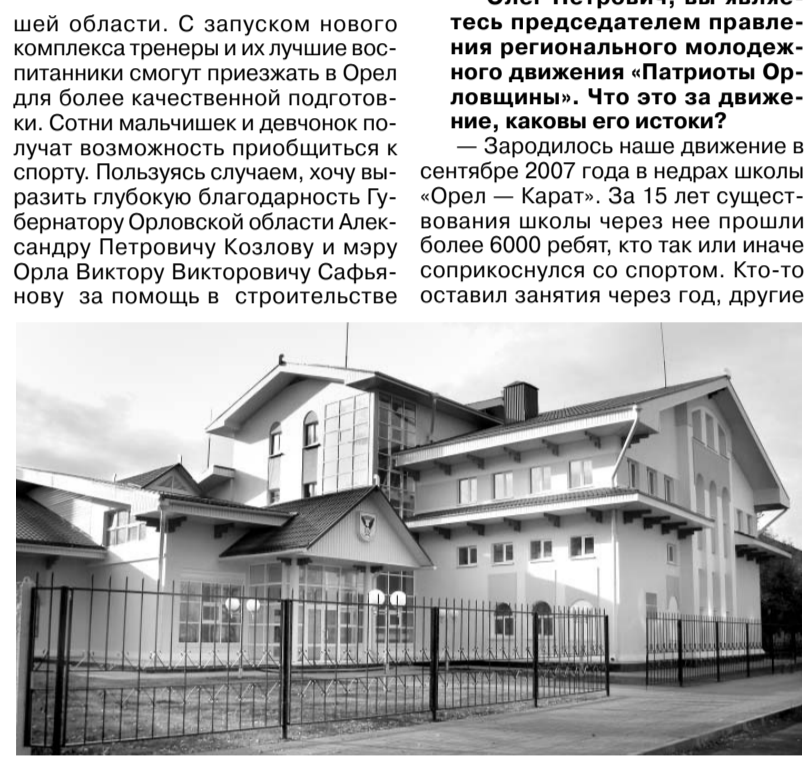 шей области. С запуском нового
комплекса тренеры и их лучшие вос-
питанники смогут приезжать в Орел
для более качественной подготов-
ки. Сотни мальчишек и девчонок по-
лучат возможность приобщиться к
спорту. Пользуясь случаем, хочу вы-
разить глубокую благодарность Гу-
бернатору Орловской области Алек-
сандру Петровичу Козлову и мэру
Орла Виктору Викторовичу Сафья-
нову за помощь в строительстве
Олег Петрович, вы являе-
тесь председателем правле-
ния регионального молодеж-
ного движения «Патриоты Ор-
ловщины». Что это за движе-
ние, каковы его истоки?
— Зародилось наше движение в
сентябре 2007 года в недрах школы
«Орел — Карат». За 15 лет сущест-
вования школы через нее прошли
более 6000 ребят, кто так или иначе
соприкоснулся со спортом. Кто-то
оставил занятия через год, другие